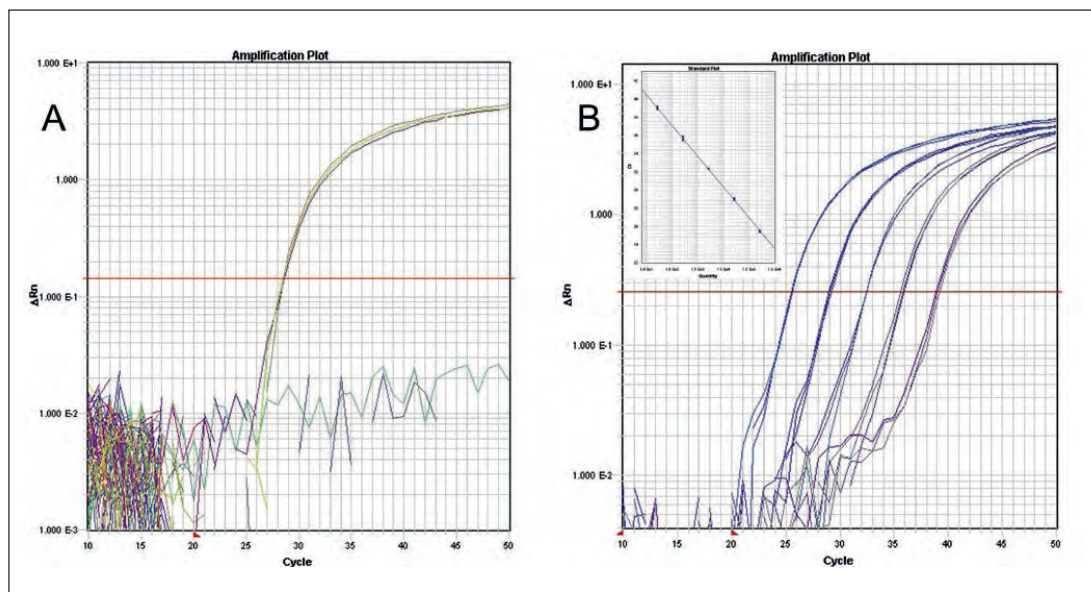 Amplification Plot
A
1.000 E+1
1.000
1.000 E-1
1.000 E-2
1.000 E-3
ΔRn
10 15 20 25 30 35 40 45 50
Cycle
Amplification Plot
B
1.000 E+1
1.000
1.000 E-1
1.000 E-2
ΔRn
Standard Plot
Quantity
10 15 20 25 30 35 40 45 50
Cycle